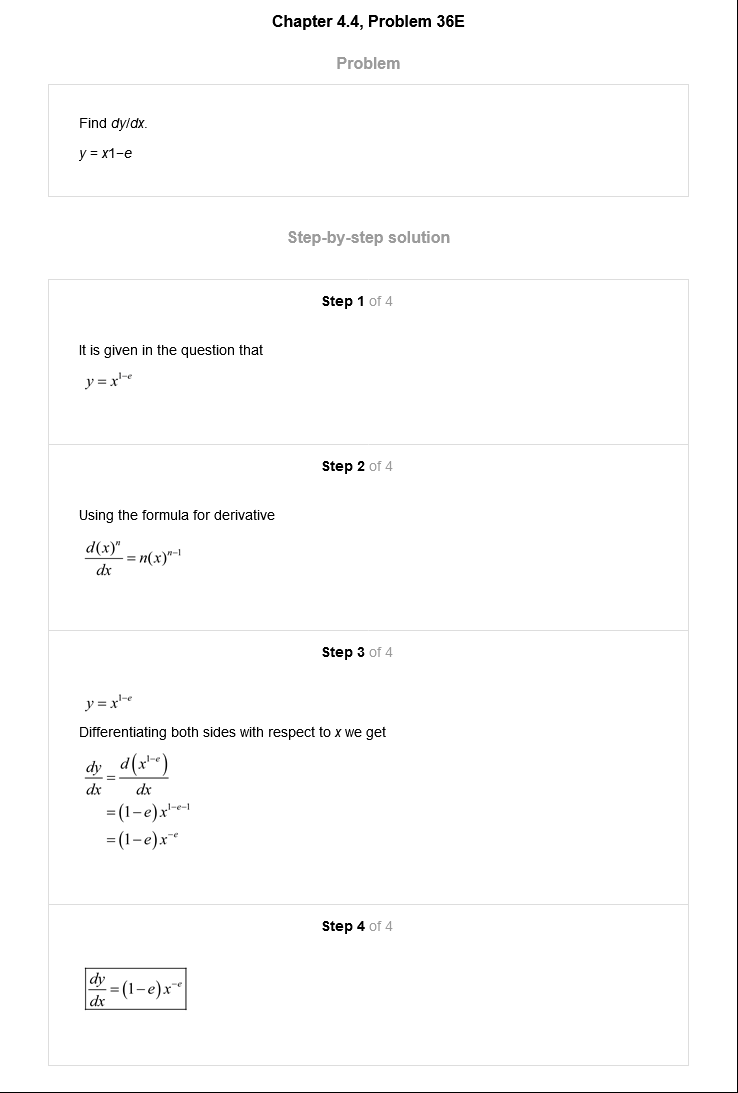 Chapter 4.4, Problem 36E
Problem
Find dy/dx.
y = x1−e
Step-by-step solution
Step 1 of 4
It is given in the question that
y = x^{1−e}
Step 2 of 4
Using the formula for derivative
\frac{d(x)^n}{dx} = n(x)^{n−1}
Step 3 of 4
y = x^{1−e}
Differentiating both sides with respect to x we get
\frac{dy}{dx} = \frac{d(x^{1−e})}{dx}
= (1−e)x^{1−e−1}
= (1−e)x^{−e}
Step 4 of 4
\frac{dy}{dx} = (1−e)x^{−e}